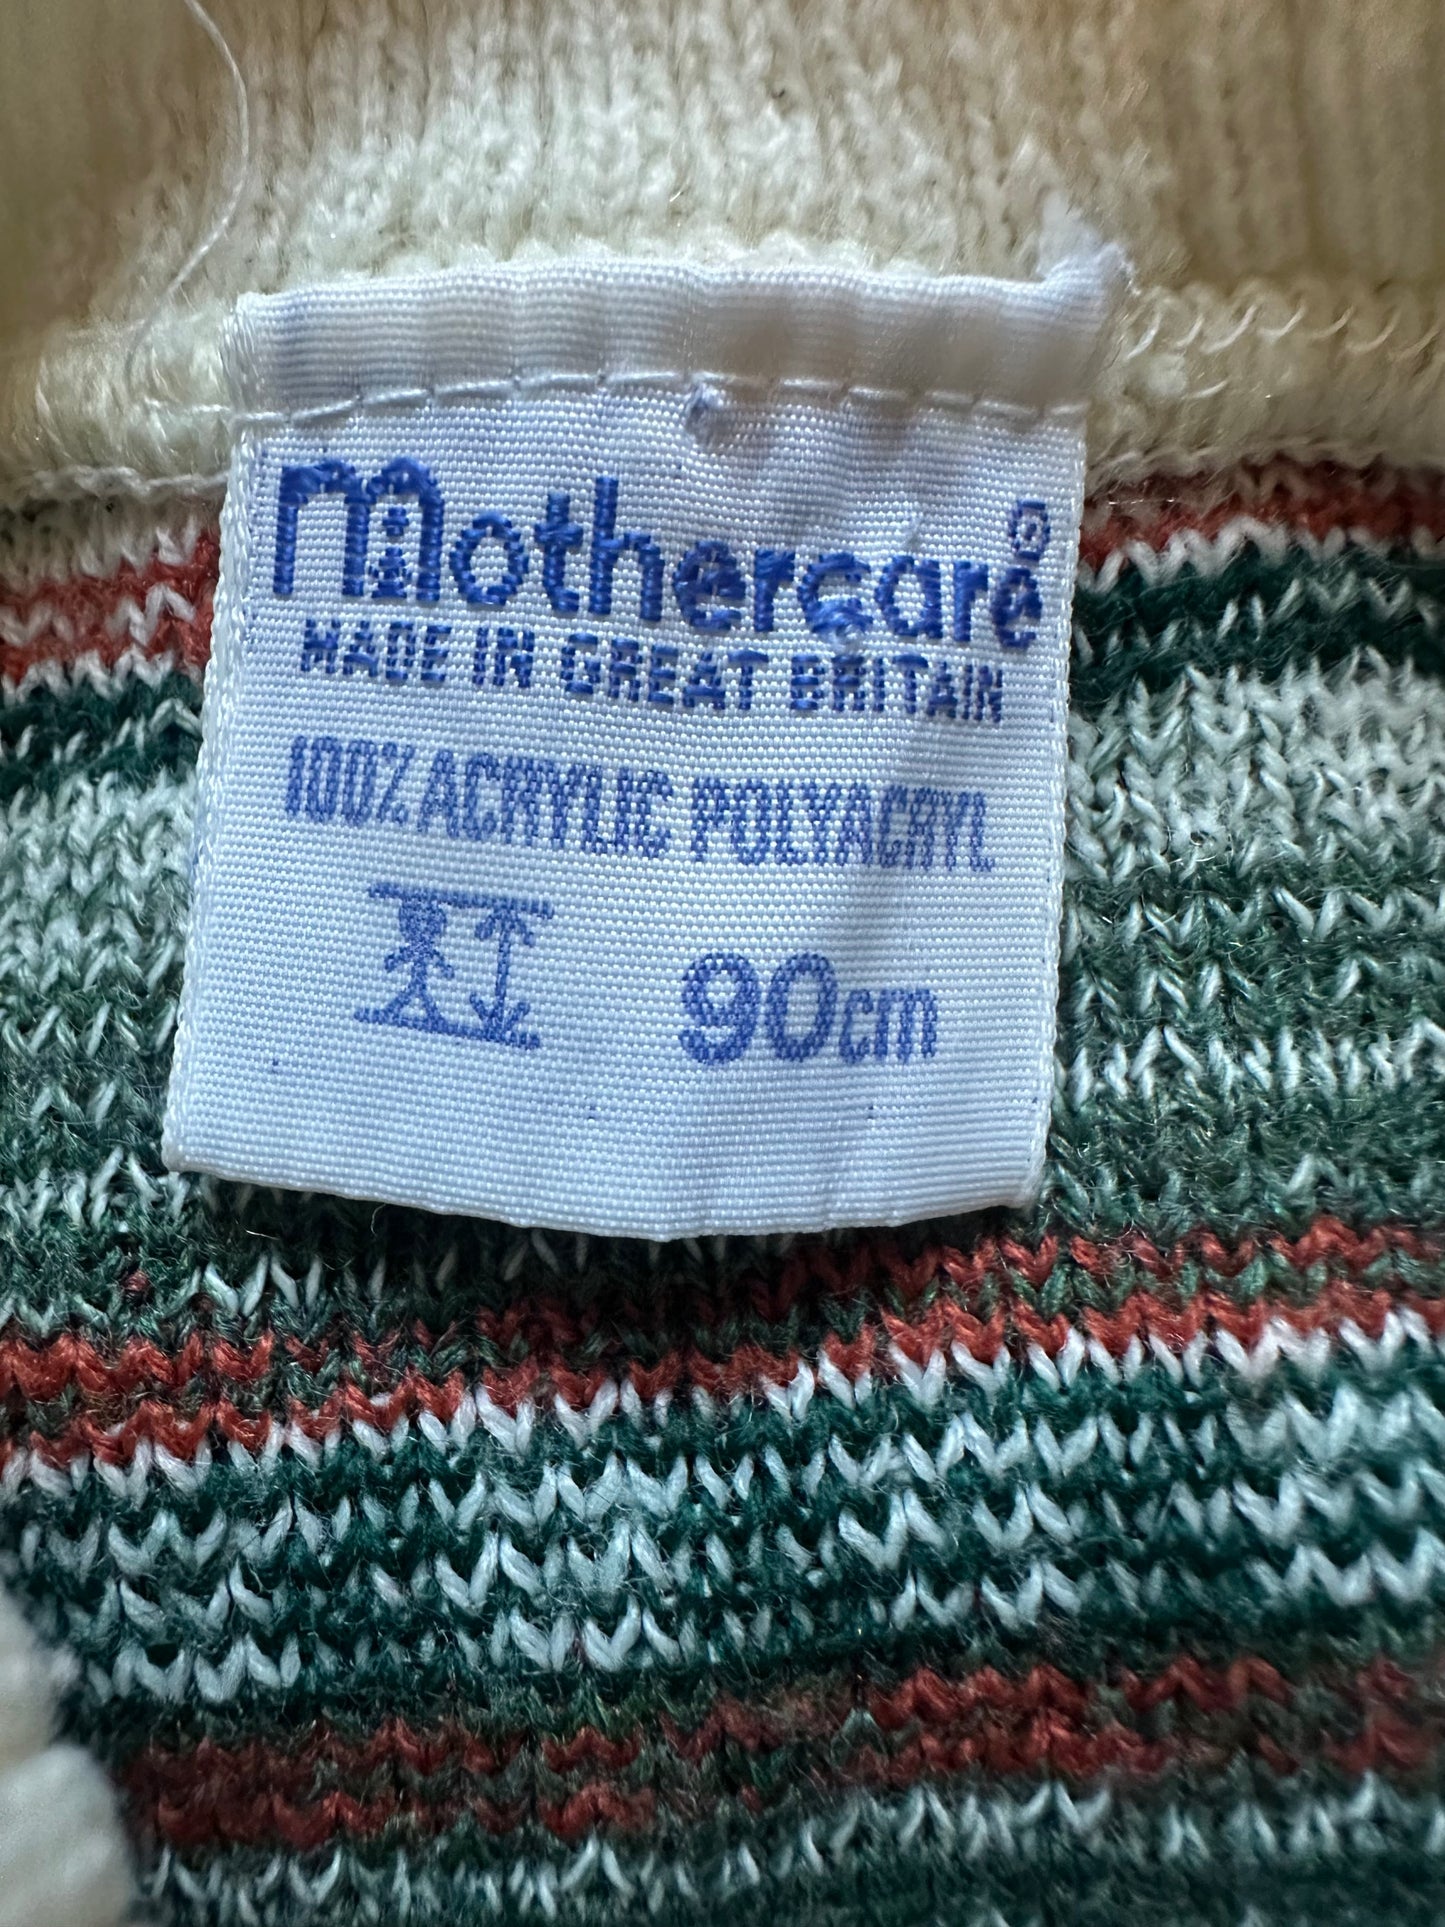 mothercare ®
MADE IN GREAT BRITAIN
100% ACRYLIC POLYACRYL
90cm